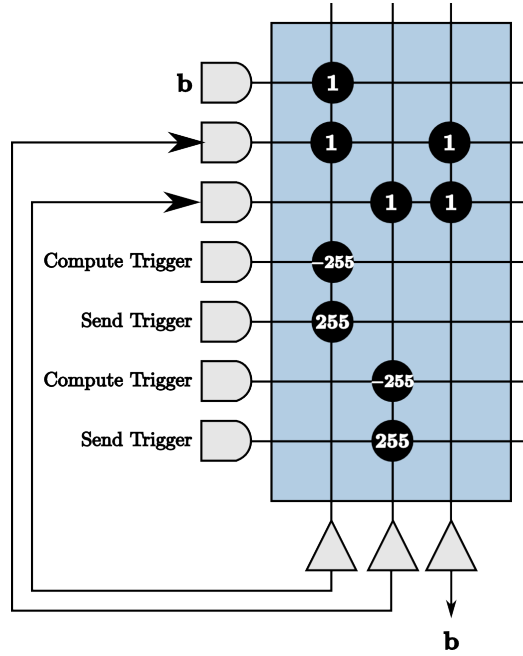 b 1
1 1
1 1
Compute Trigger -255
Send Trigger 255
Compute Trigger -255
Send Trigger 255
b